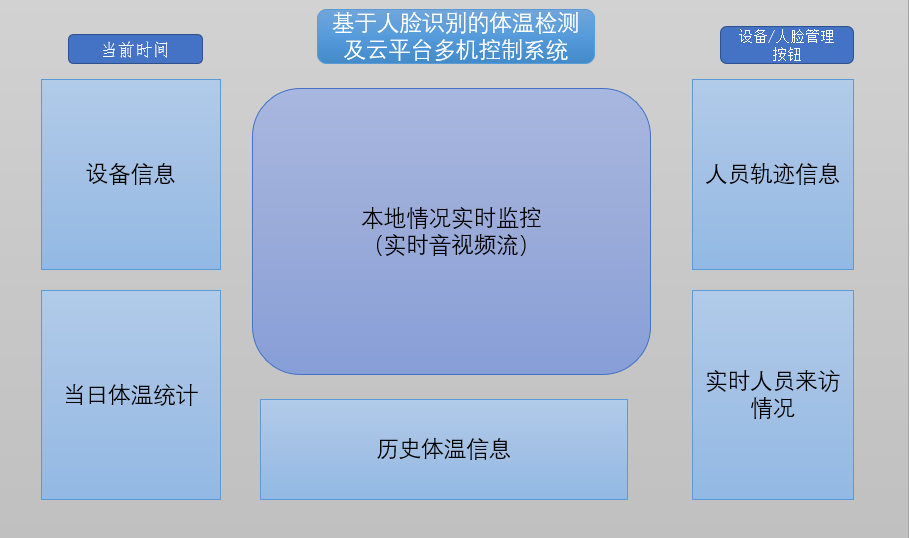 基于人脸识别的体温检测
及云平台多机控制系统
当前时间
设备/人脸管理
按钮
设备信息
本地情况实时监控
（实时音视频流）
人员轨迹信息
当日体温统计
历史体温信息
实时人员来访
情况